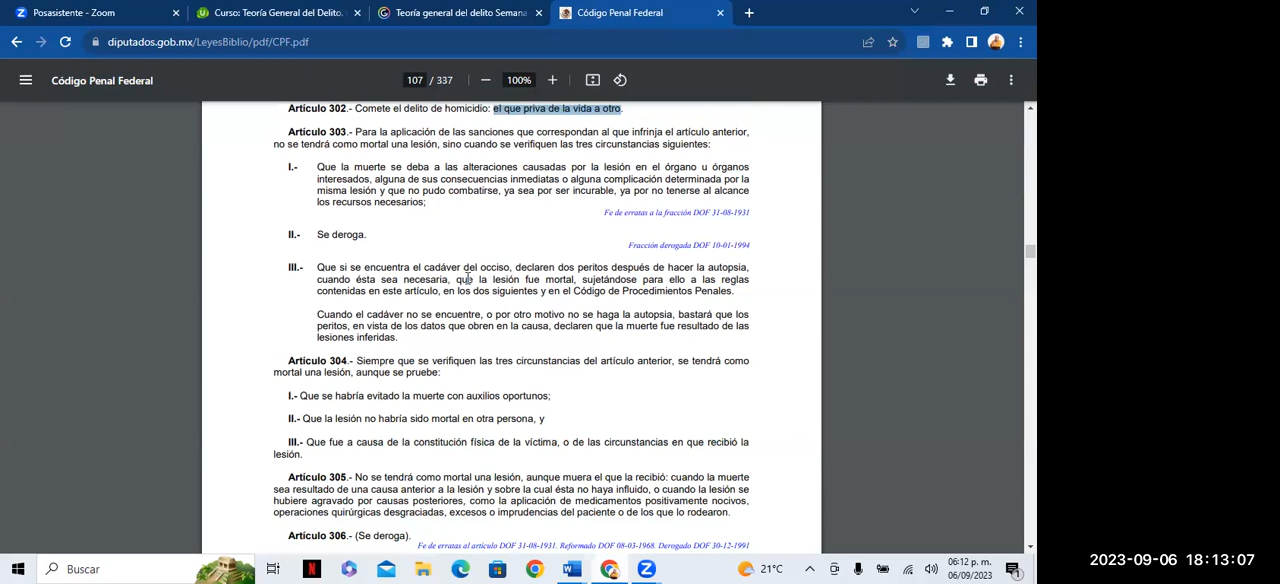 Posasistente - Zoom
Curso: Teoría General del Delito.
Teoría general del delito Semana
Código Penal Federal
diputados.gob.mx/LeyesBiblio/pdf/CPF.pdf
Código Penal Federal
107 / 337
100%
Artículo 302.- Comete el delito de homicidio: el que priva de la vida a otro.
Artículo 303.- Para la aplicación de las sanciones que correspondan al que infrinja el artículo anterior,
no se tendrá como mortal una lesión, sino cuando se verifiquen las tres circunstancias siguientes:
I.- Que la muerte se deba a las alteraciones causadas por la lesión en el órgano u órganos
interesados, alguna de sus consecuencias inmediatas o alguna complicación determinada por la
misma lesión y que no pudo combatirse, ya sea por ser incurable, ya por no tenerse al alcance
los recursos necesarios;
Fe de erratas a la fracción DOF 31-08-1931
II.- Se deroga.
Fracción derogada DOF 10-01-1994
III.- Que si se encuentra el cadáver del occiso, declaren dos peritos después de hacer la autopsia,
cuando ésta sea necesaria, que la lesión fue mortal, sujetándose para ello a las reglas
contenidas en este artículo, en los dos siguientes y en el Código de Procedimientos Penales.
Cuando el cadáver no se encuentre, o por otro motivo no se haga la autopsia, bastará que los
peritos, en vista de los datos que obren en la causa, declaren que la muerte fue resultado de las
lesiones inferidas.
Artículo 304.- Siempre que se verifiquen las tres circunstancias del artículo anterior, se tendrá como
mortal una lesión, aunque se pruebe:
I.- Que se habría evitado la muerte con auxilios oportunos;
II.- Que la lesión no habría sido mortal en otra persona, y
III.- Que fue a causa de la constitución física de la víctima, o de las circunstancias en que recibió la
lesión.
Artículo 305.- No se tendrá como mortal una lesión, aunque muera el que la recibió: cuando la muerte
sea resultado de una causa anterior a la lesión y sobre la cual ésta no haya influido, o cuando la lesión se
hubiere agravado por causas posteriores, como la aplicación de medicamentos positivamente nocivos,
operaciones quirúrgicas desgraciadas, excesos o imprudencias del paciente o de los que lo rodearon.
Artículo 306.- (Se deroga).
Fe de erratas al artículo DOF 31-08-1931. Reformado DOF 08-03-1968. Derogado DOF 30-12-1991
Buscar
21°C
06:12 p. m.
06/09/2023
2023-09-06 18:13:07